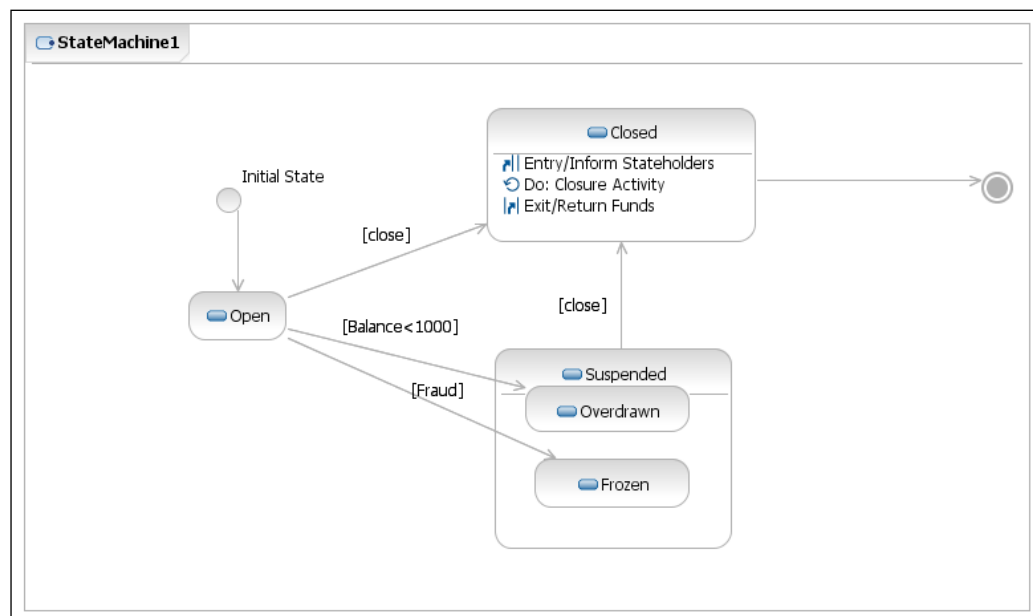 StateMachine1
Closed
Entry/Inform Stateholders
Do: Closure Activity
Exit/Return Funds
Initial State
[close]
Open
[Balance<1000]
[close]
[Fraud]
Suspended
Overdrawn
Frozen